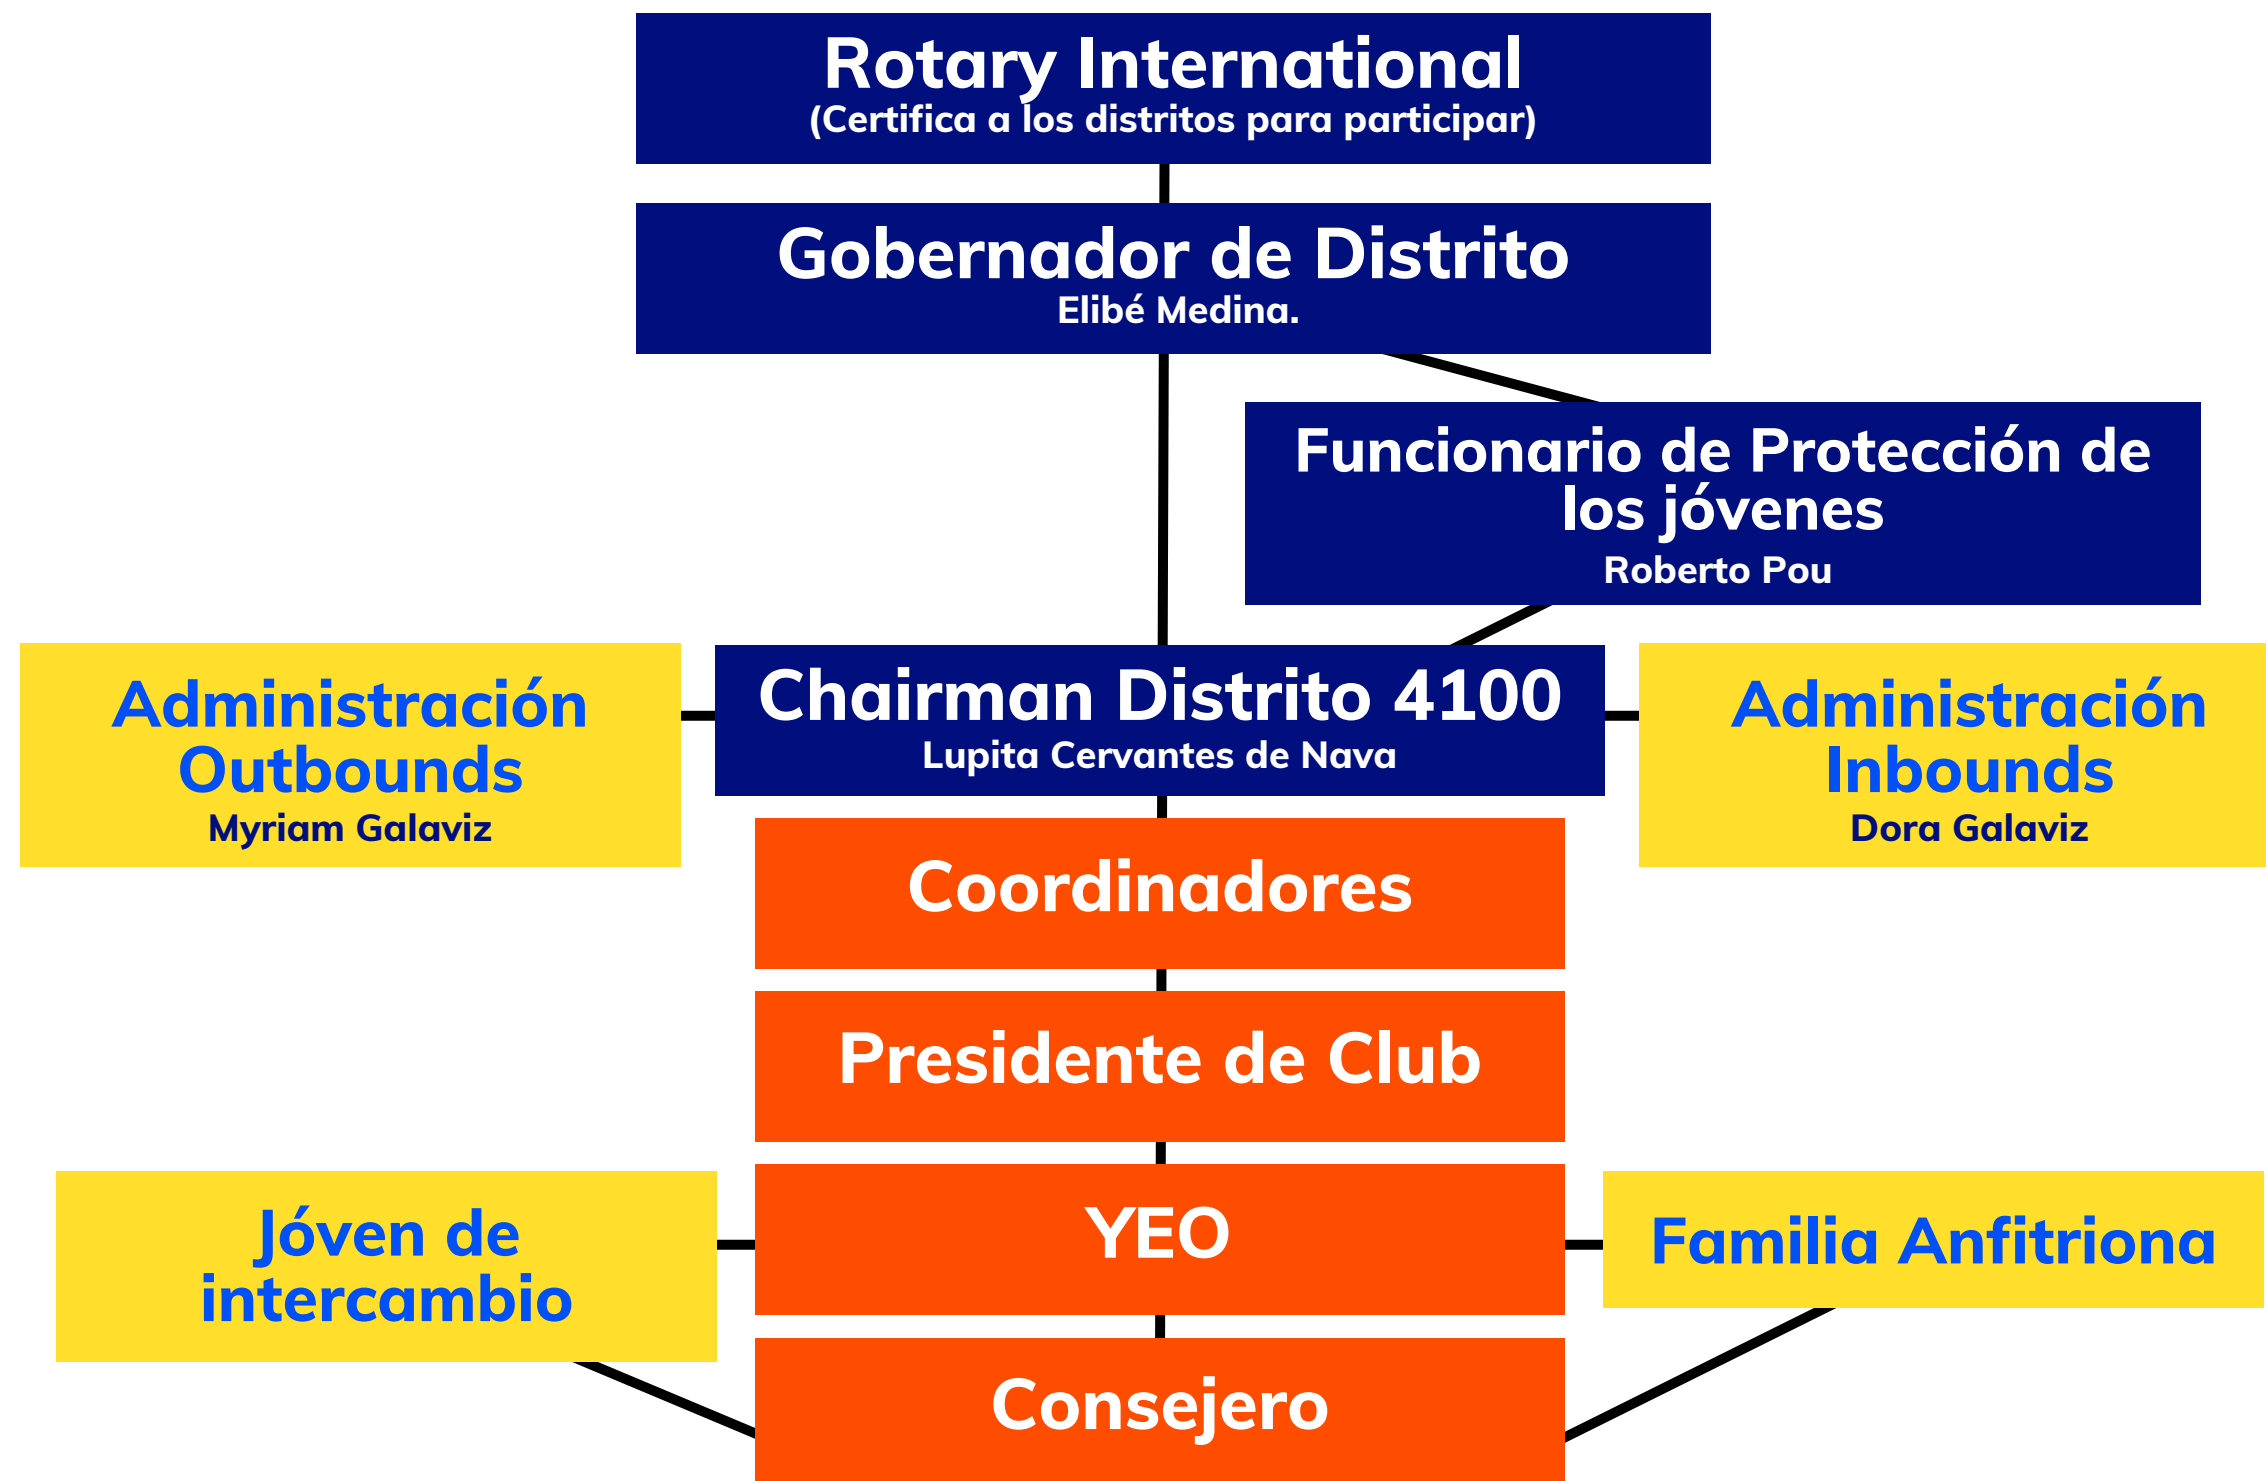 Rotary International
(Certifica a los distritos para participar)
Gobernador de Distrito
Elibé Medina.
Funcionario de Protección de
los jóvenes
Roberto Pou
Administración
Outbounds
Myriam Galaviz
Chairman Distrito 4100
Lupita Cervantes de Nava
Administración
Inbounds
Dora Galaviz
Coordinadores
Presidente de Club
Jóven de
intercambio
YEO
Familia Anfitriona
Consejero